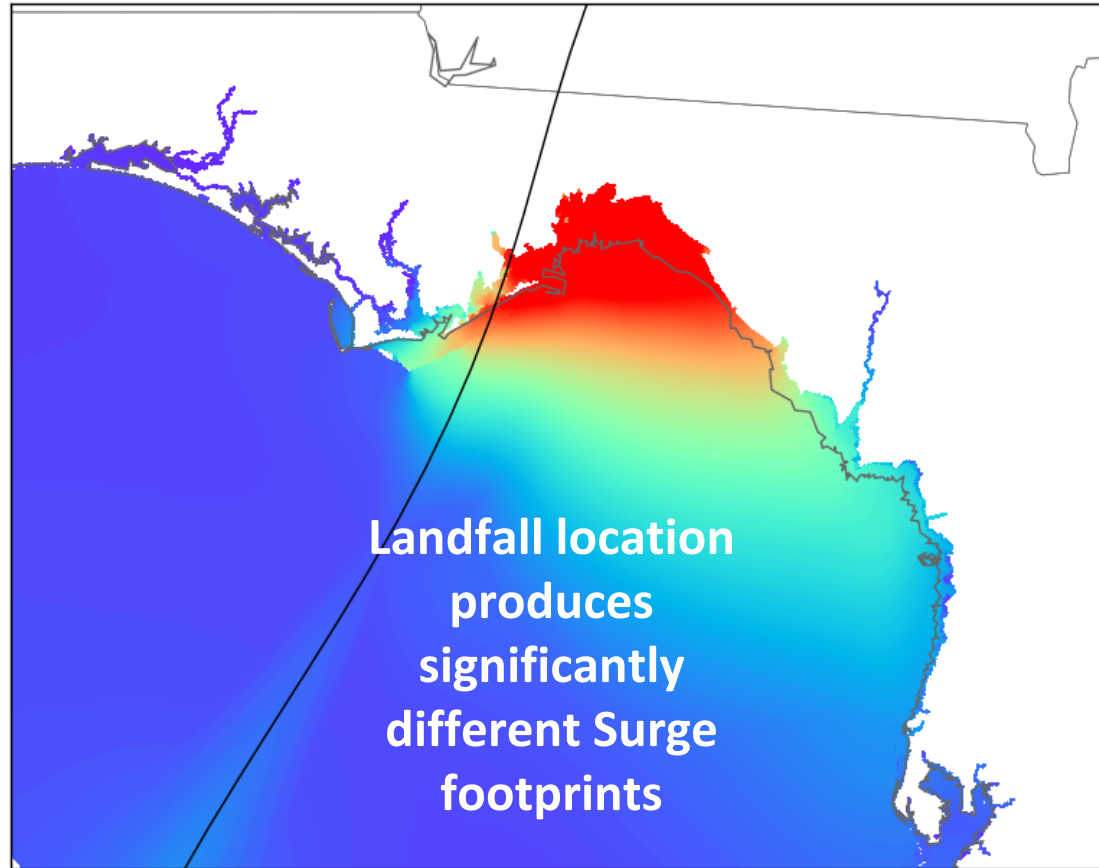 Landfall location
produces
significantly
different Surge
footprints